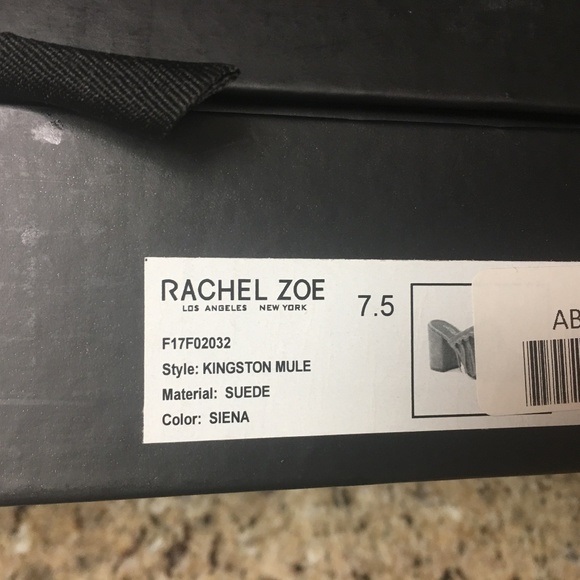 RACHEL ZOE
LOS ANGELES NEW YORK
7.5
F17F02032
Style: KINGSTON MULE
Material: SUEDE
Color: SIENA
AB